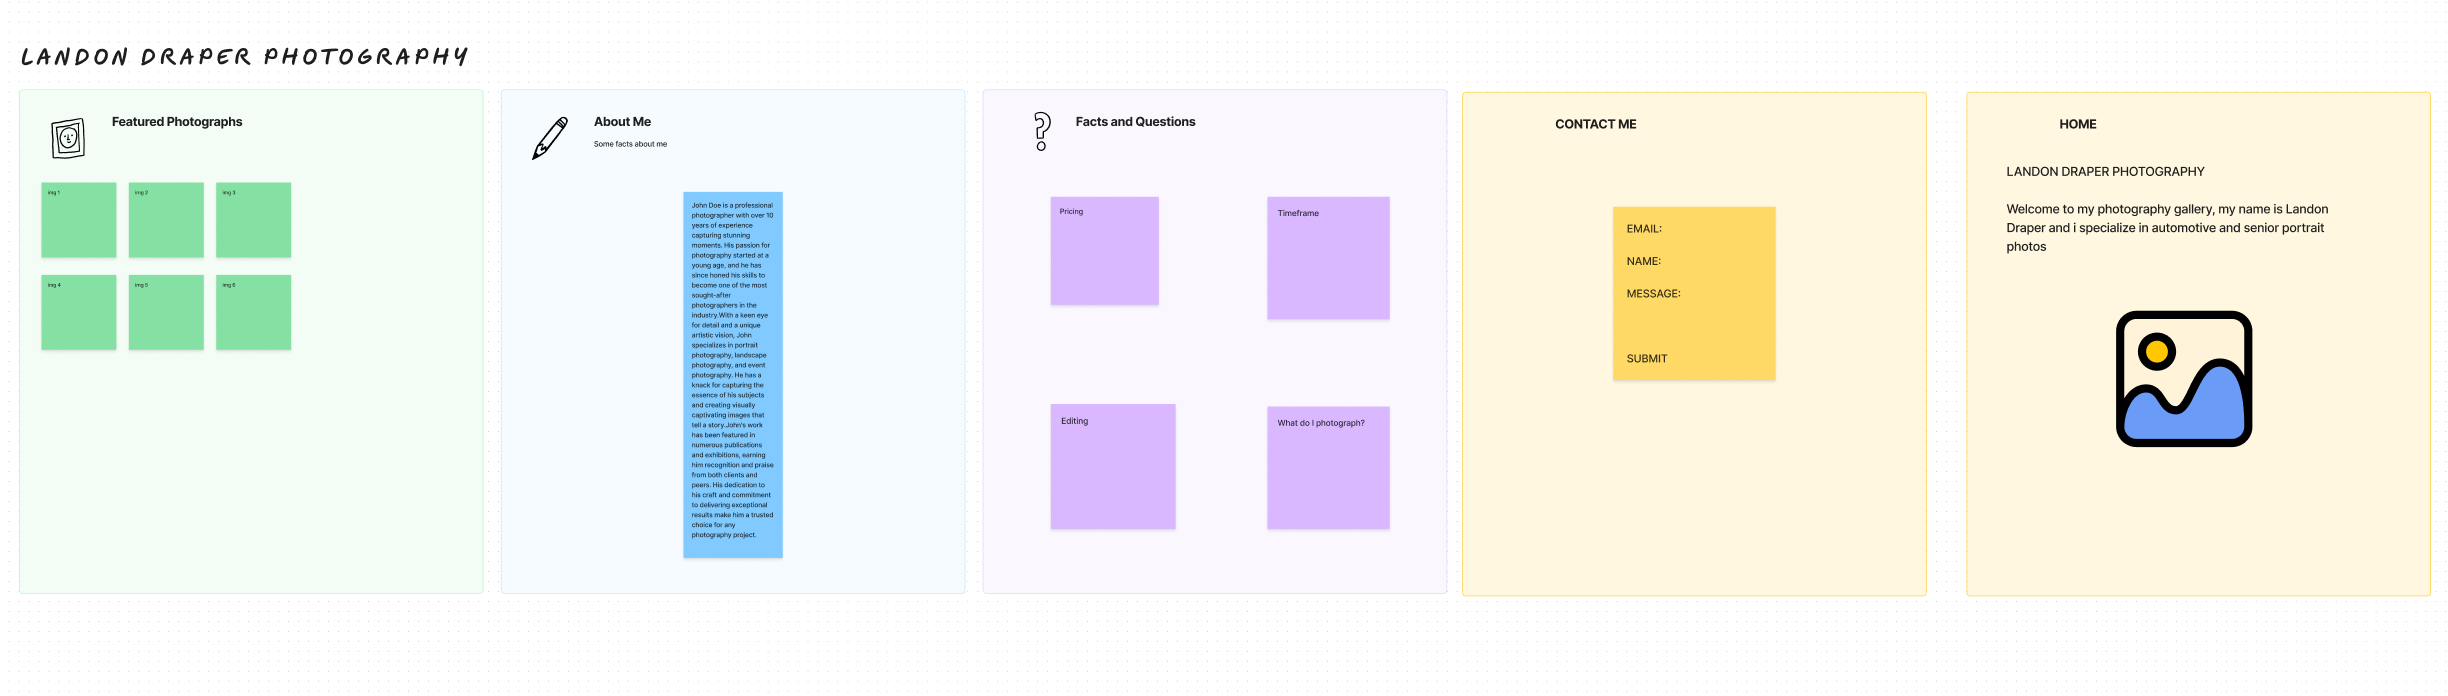 LANDON DRAPER PHOTOGRAPHY
Featured Photographs
img 1
img 2
img 3
img 4
img 5
img 6
About Me
Some facts about me
John Doe is a professional
photographer with over 10
years of experience
capturing stunning
moments. His passion for
photography started at a
young age, and he has
since honed his skills to
become one of the most
sought-after
photographers in the
industry.With a keen eye
for detail and a unique
artistic vision, John
specializes in portrait
photography, landscape
photography, and event
photography. He has a
knack for capturing the
essence of his subjects
and creating visually
captivating images that
tell a story.John's work
has been featured in
numerous publications
and exhibitions, earning
him recognition and praise
from both clients and
peers. His dedication to
his craft and commitment
to delivering exceptional
results make him a trusted
choice for any
photography project.
Facts and Questions
Pricing
Timeframe
Editing
What do I photograph?
CONTACT ME
EMAIL:
NAME:
MESSAGE:
SUBMIT
HOME
LANDON DRAPER PHOTOGRAPHY
Welcome to my photography gallery, my name is Landon
Draper and i specialize in automotive and senior portrait
photos